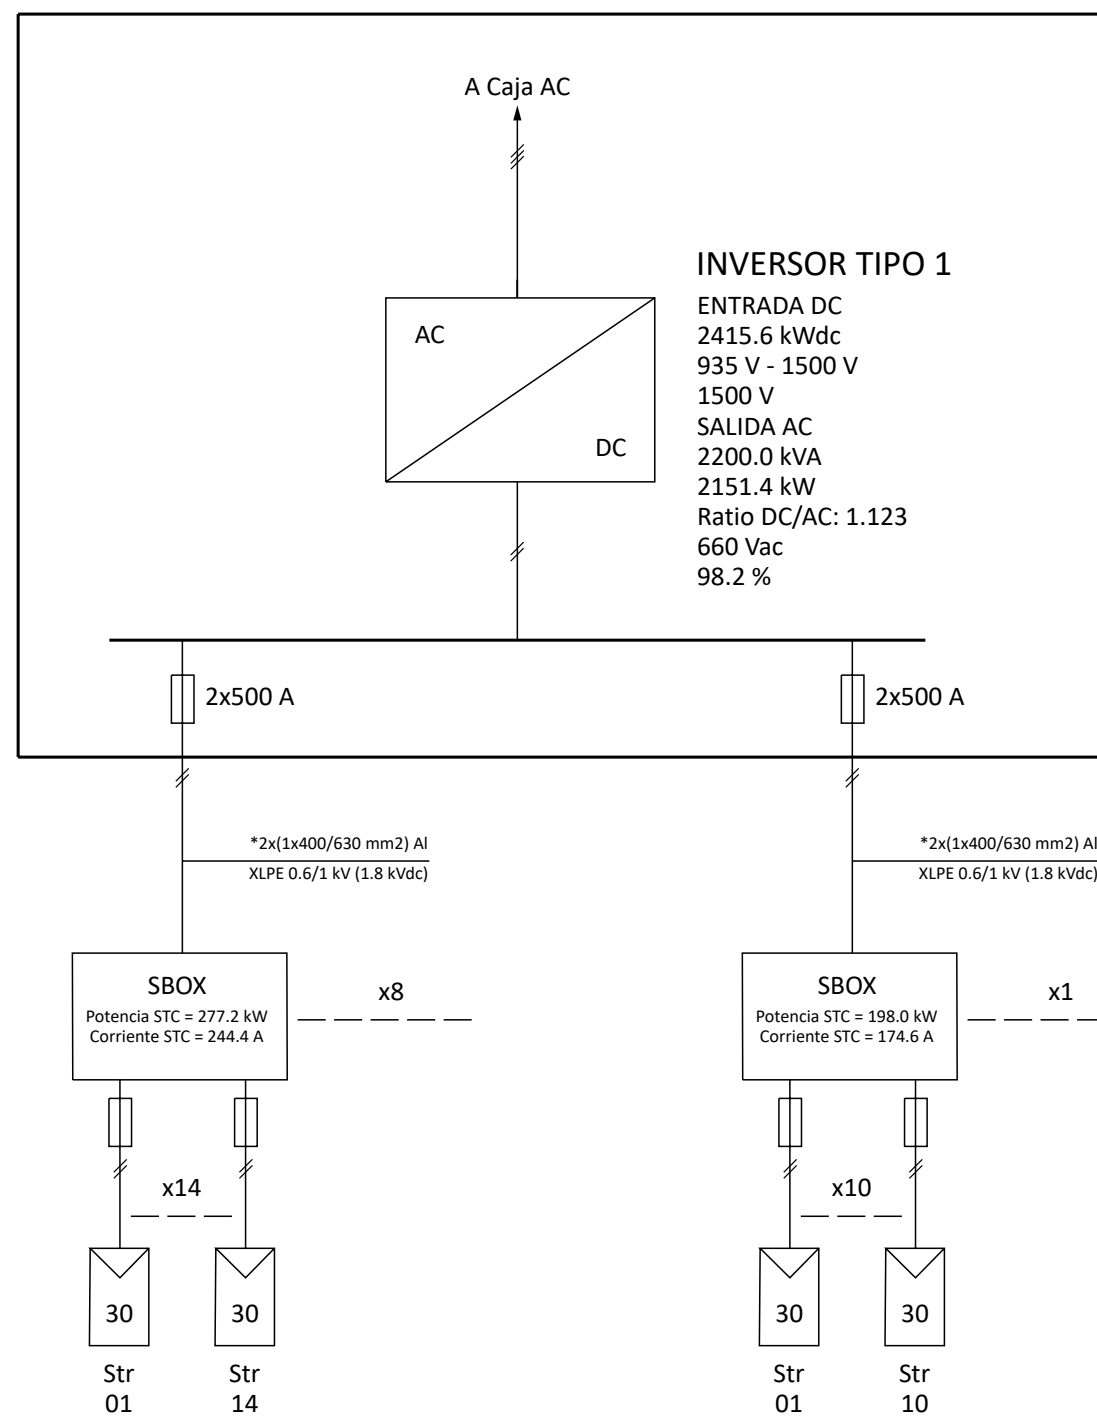 A Caja AC
INVERSOR TIPO 1
ENTRADA DC
2415.6 kWdc
935 V - 1500 V
1500 V
SALIDA AC
2200.0 kVA
2151.4 kW
Ratio DC/AC: 1.123
660 Vac
98.2 %
AC
DC
2x500 A
2x500 A
*2x(1x400/630 mm2) Al
XLPE 0.6/1 kV (1.8 kVdc)
*2x(1x400/630 mm2) Al
XLPE 0.6/1 kV (1.8 kVdc)
SBOX
Potencia STC = 277.2 kW
Corriente STC = 244.4 A
x8
SBOX
Potencia STC = 198.0 kW
Corriente STC = 174.6 A
x1
x14
x10
30
30
30
30
Str
01
Str
14
Str
01
Str
10